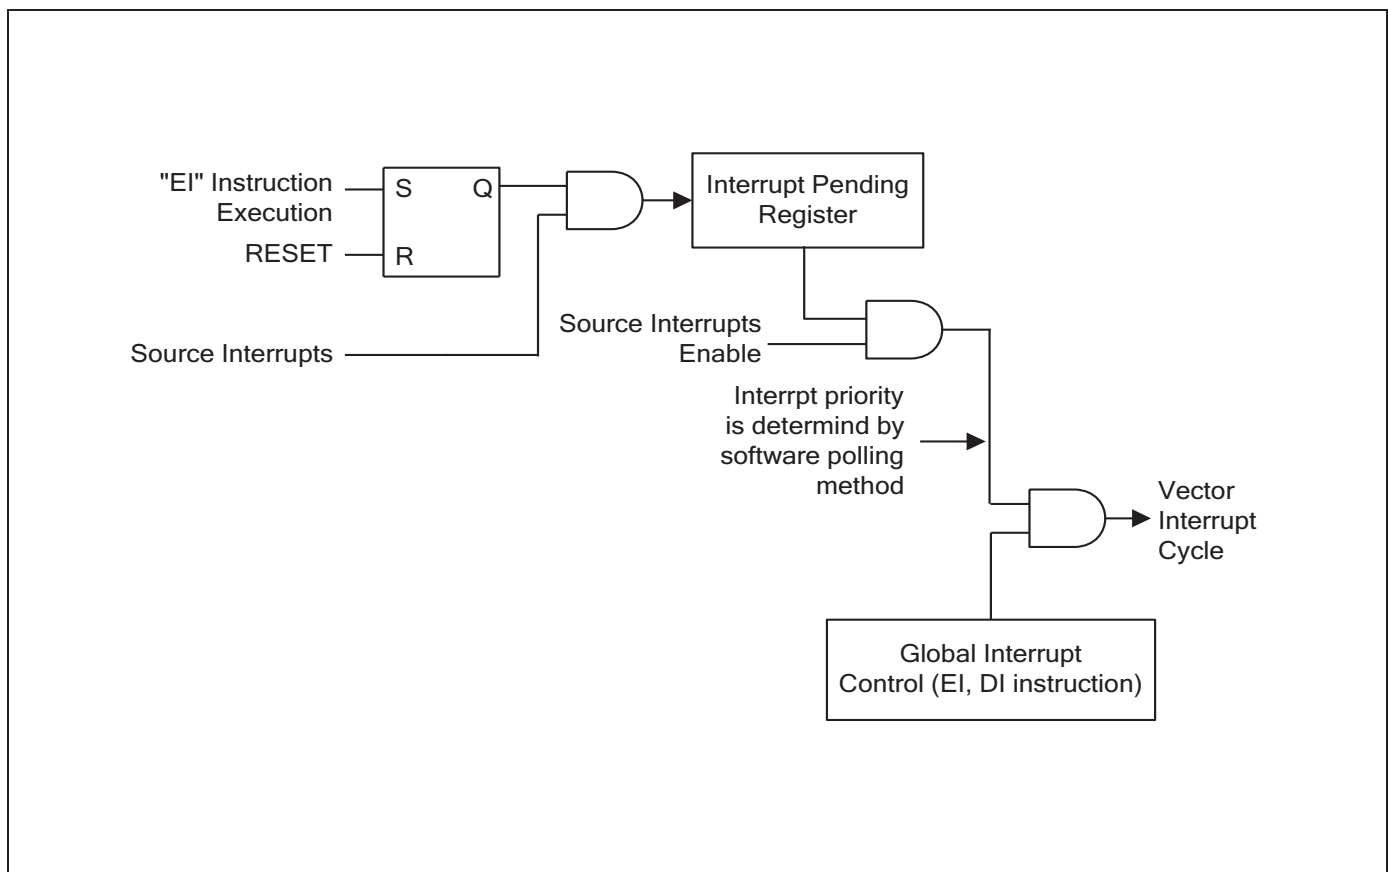 "EI" Instruction
Execution
S
Q
RESET
R
Interrupt Pending
Register
Source Interrupts
Source Interrupts
Enable
Interrpt priority
is determind by
software polling
method
Vector
Interrupt
Cycle
Global Interrupt
Control (EI, DI instruction)